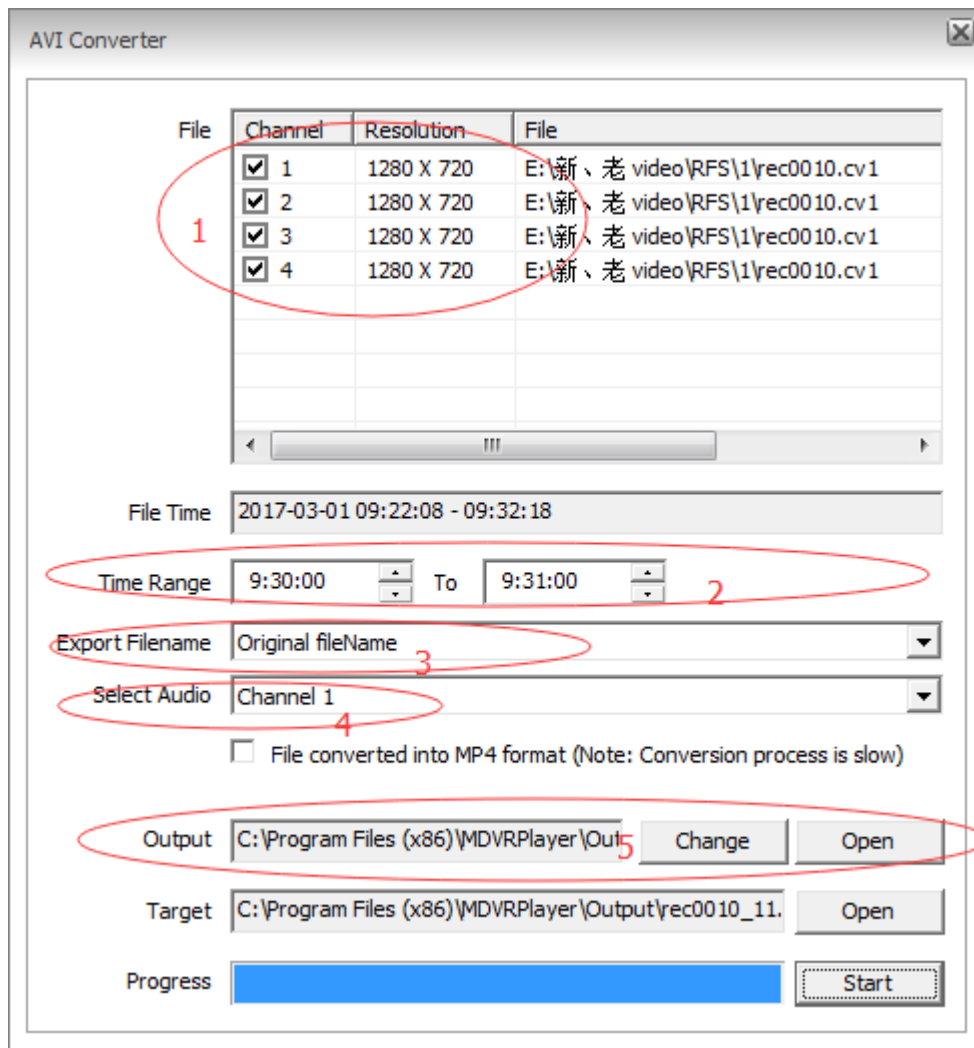 AVI Converter
File Channel Resolution File
1 1280 X 720 E:\新、老 video\RFS\1\rec0010.cv1
2 1280 X 720 E:\新、老 video\RFS\1\rec0010.cv1
1
3 1280 X 720 E:\新、老 video\RFS\1\rec0010.cv1
4 1280 X 720 E:\新、老 video\RFS\1\rec0010.cv1
File Time 2017-03-01 09:22:08 - 09:32:18
Time Range 9:30:00 To 9:31:00 2
Export Filename Original fileName 3
Select Audio Channel 1 4
File converted into MP4 format (Note: Conversion process is slow)
Output C:\Program Files (x86)\MDVRPlayer\Out 5 Change Open
Target C:\Program Files (x86)\MDVRPlayer\Output\rec0010_11. Open
Progress Start